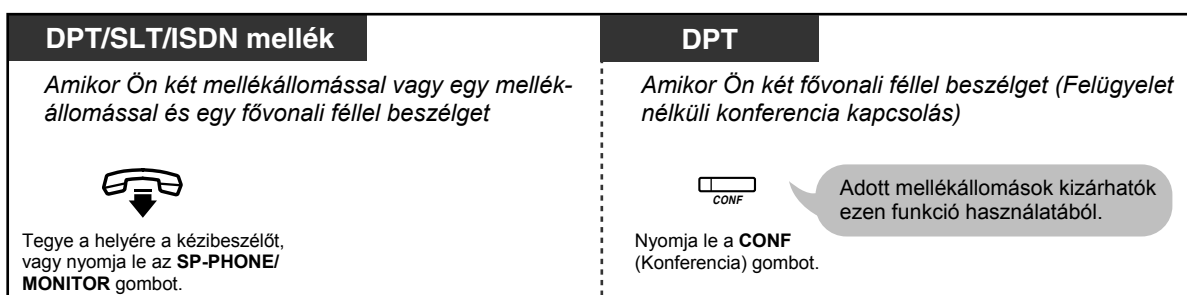 DPT/SLT/ISDN mellék
Amikor Ön két mellékállomással vagy egy mellék-
állomással és egy fővonali féllel beszélget
Tegye a helyére a kézibeszélőt,
vagy nyomja le az SP-PHONE/
MONITOR gombot.
DPT
Amikor Ön két fővonali féllel beszélget (Felügyelet
nélküli konferencia kapcsolás)
CONF
Adott mellékállomások kizárhatók
ezen funkció használatából.
Nyomja le a CONF
(Konferencia) gombot.